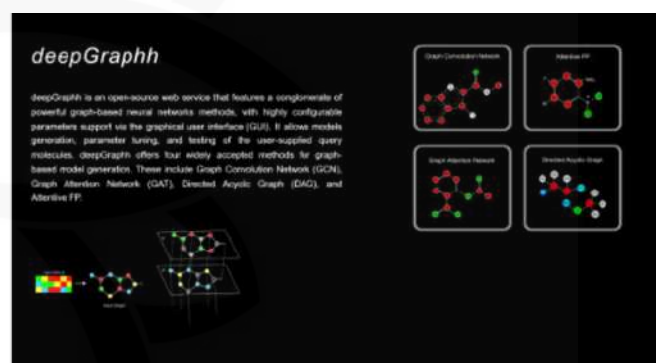 deepGraphh
deepGraphh is an open-source web service that features a conglomerate of
powerful graph-based neural networks methods, with highly configurable
parameters support via the graphical user interface (GUI). It allows models
generation, parameter tuning, and testing of the user-supplied query
molecules. deepGraphh offers four widely accepted methods for graph-
based model generation. These include Graph Convolution Network (GCN),
Graph Attention Network (GAT), Directed Acyclic Graph (DAG), and
Attentive FP.
Graph Convolution Network
Attentive FP
Graph Attention Network
Directed Acyclic Graph